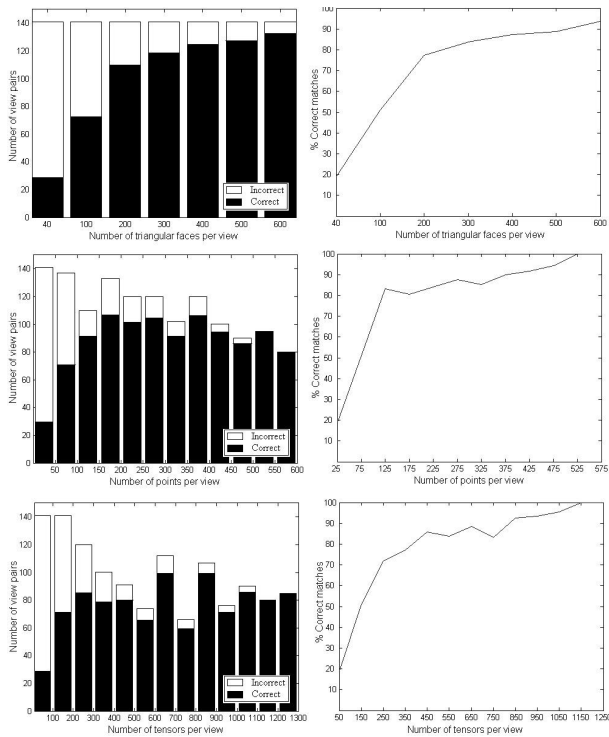 Number of view pairs
140
120
100
80
60
40
20
0
40 100 200 300 400 500 600
Number of triangular faces per view
Incorrect
Correct
% Correct matches
100
90
80
70
60
50
40
30
20
10
40 100 200 300 400 500 600
Number of triangular faces per view
Number of view pairs
140
120
100
80
60
40
20
0
50 100 150 200 250 300 350 400 450 500 550 600
Number of points per view
Incorrect
Correct
% Correct matches
100
90
80
70
60
50
40
30
20
10
25 75 125 175 225 275 325 375 425 475 525 575
Number of points per view
Number of view pairs
140
120
100
80
60
40
20
0
100 200 300 400 500 600 700 800 900 1000 1100 1200 1300
Number of tensors per view
Incorrect
Correct
% Correct matches
100
90
80
70
60
50
40
30
20
10
50 150 250 350 450 550 650 750 850 950 1050 1150 1250
Number of tensors per view